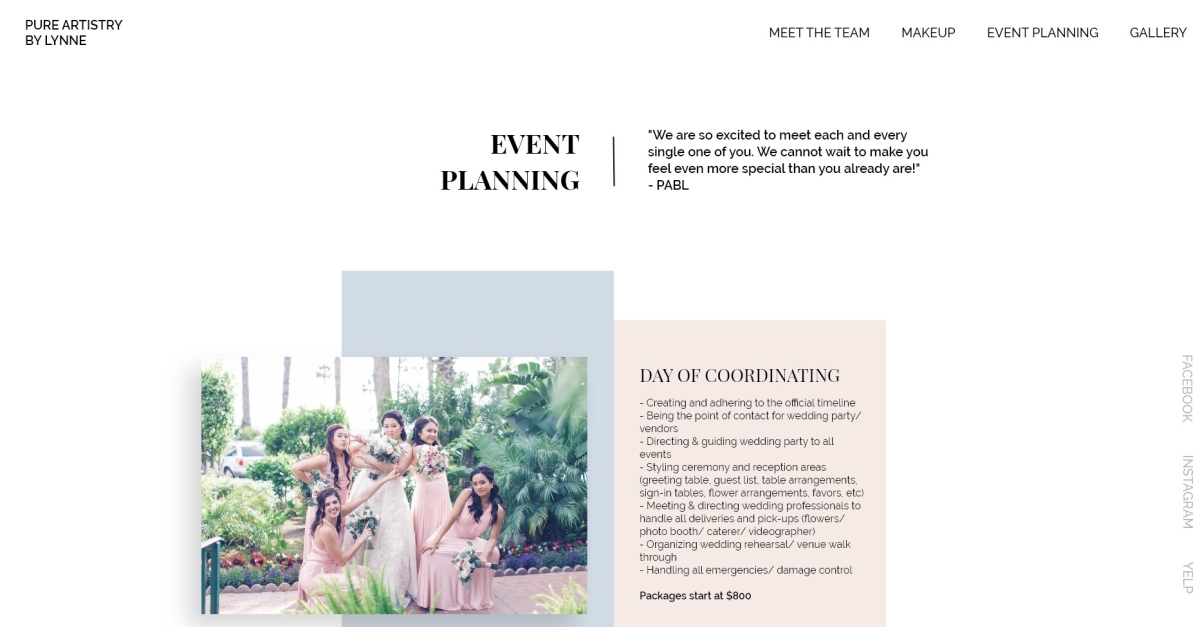 PURE ARTISTRY
BY LYNNE
MEET THE TEAM
MAKEUP
EVENT PLANNING
GALLERY
EVENT
PLANNING
"We are so excited to meet each and every
single one of you. We cannot wait to make you
feel even more special than you already are!"
- PABL
DAY OF COORDINATING
- Creating and adhering to the official timeline
- Being the point of contact for wedding party/
vendors
- Directing & guiding wedding party to all
events
- Styling ceremony and reception areas
(greeting table, guest list, table arrangements,
sign-in tables, flower arrangements, favors, etc)
- Meeting & directing wedding professionals to
handle all deliveries and pick-ups (flowers/
photo booth/ caterer/ videographer)
- Organizing wedding rehearsal/ venue walk
through
- Handling all emergencies/ damage control
Packages start at $800
FACEBOOK
INSTAGRAM
YELP